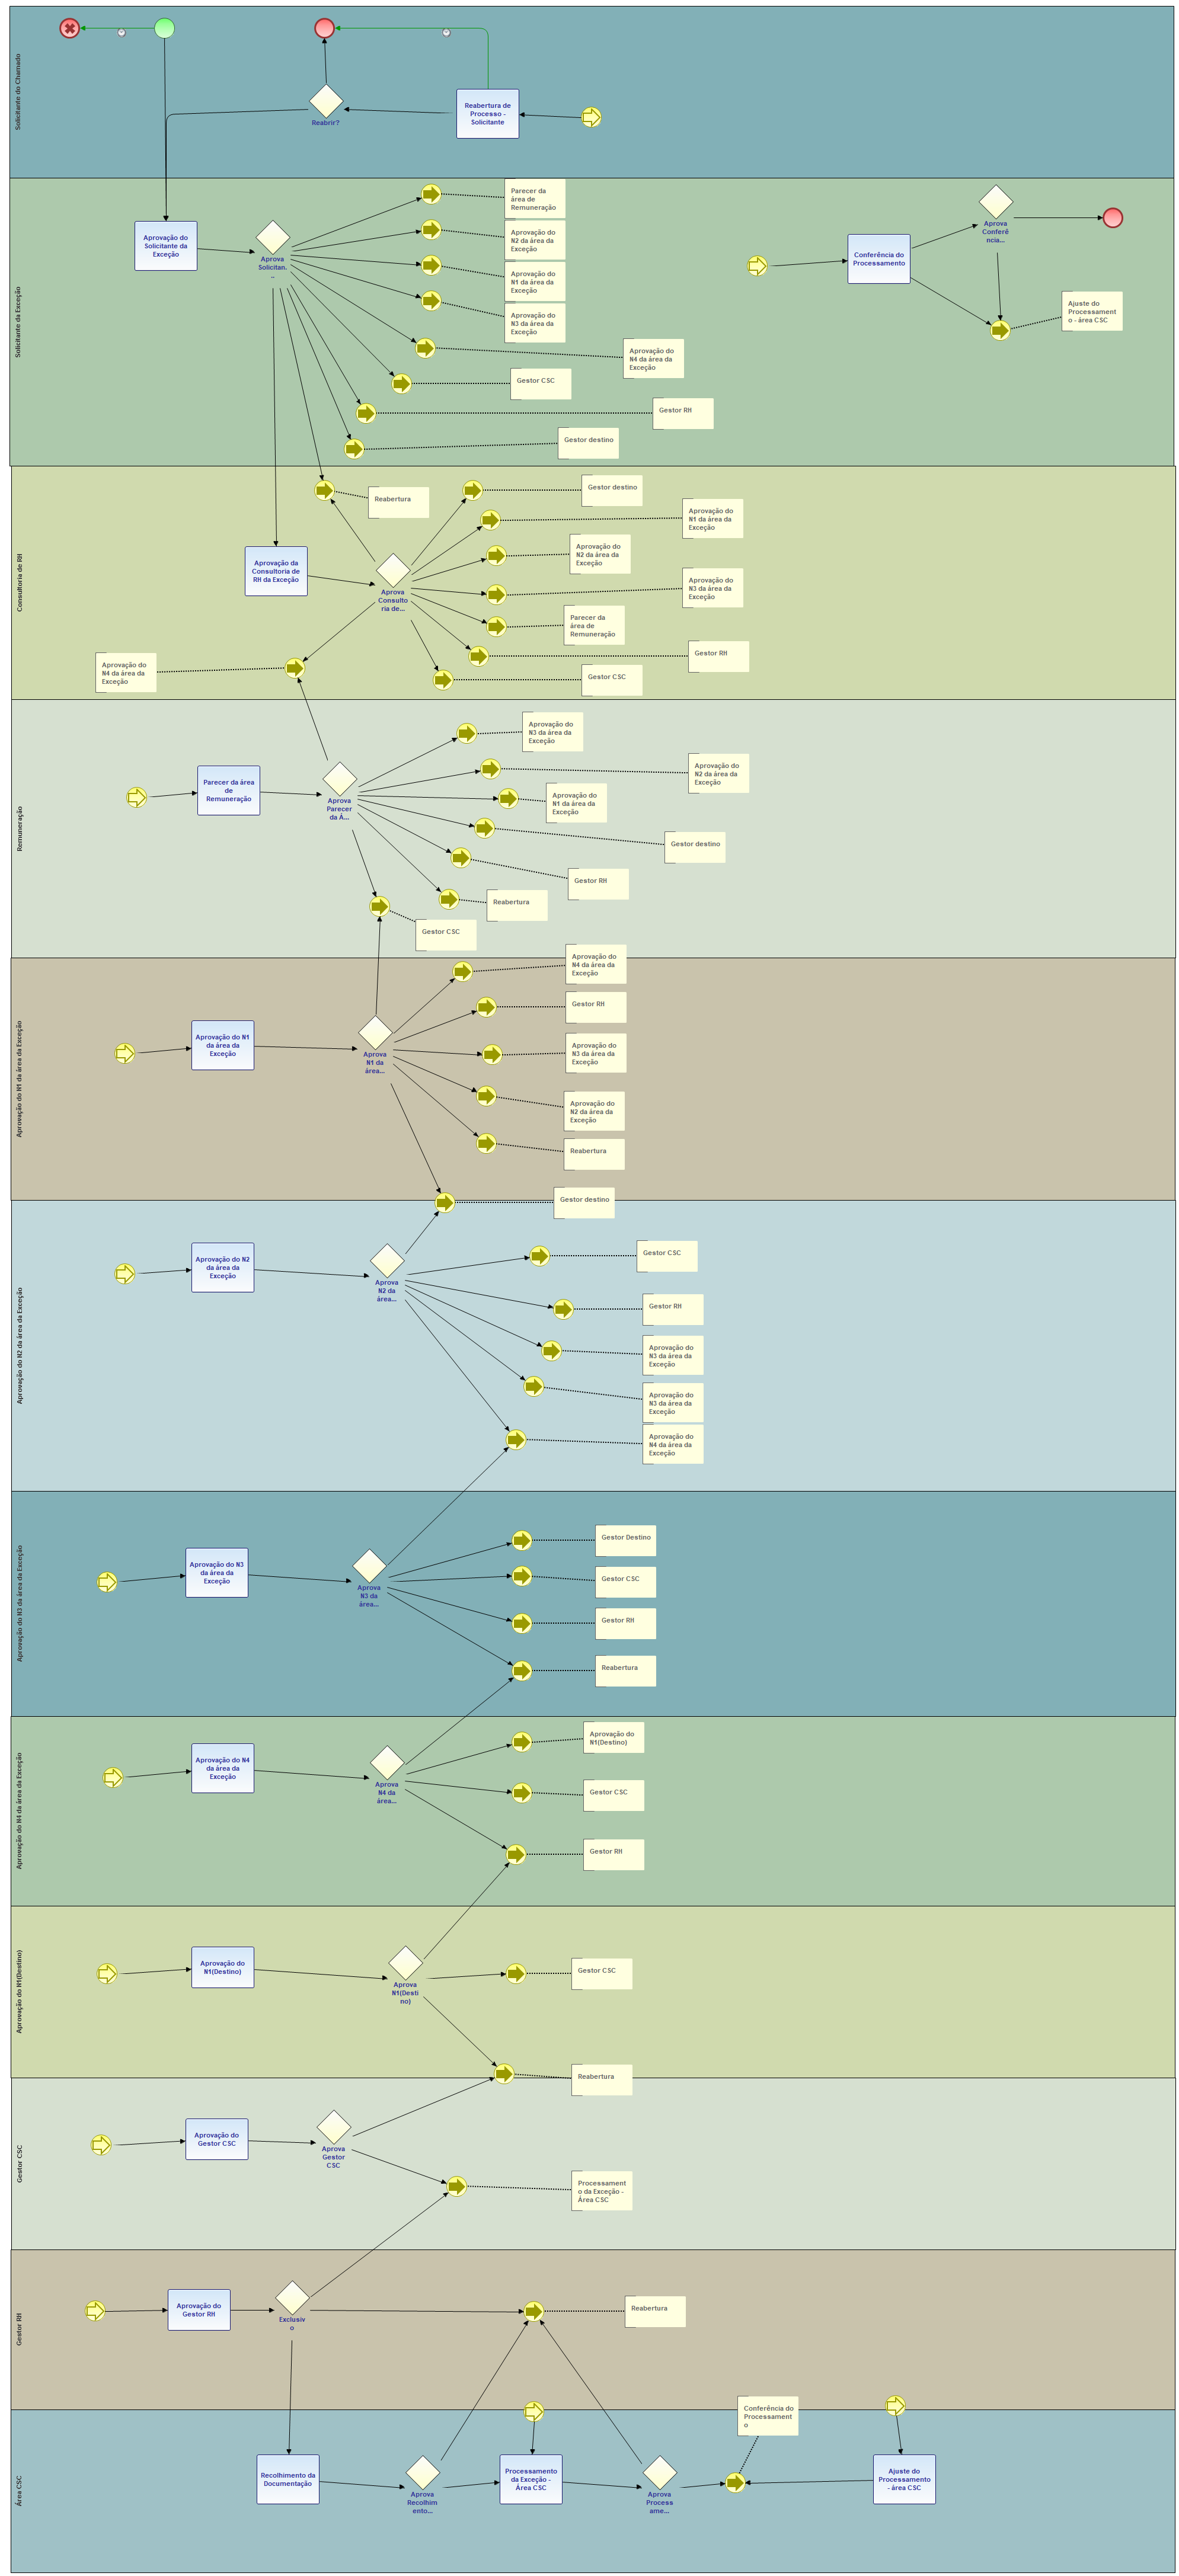 Solicitante do Chamado
Reabrir?
Reabertura de
Processo -
Solicitante
Solicitante da Exceção
Aprovação do
Solicitante da
Exceção
Aprova
Solicitan.
..
Parecer da
área de
Remuneração
Aprovação do
N2 da área da
Exceção
Aprovação do
N1 da área da
Exceção
Aprovação do
N3 da área da
Exceção
Aprovação do
N4 da área da
Exceção
Gestor CSC
Gestor RH
Gestor destino
Conferência do
Processamento
Aprova
Conferê
ncia...
Ajuste do
Processament
o - área CSC
Consultoria de RH
Reabertura
Aprovação da
Consultoria de
RH da Exceção
Aprova
Consulto
ria de...
Gestor destino
Aprovação do
N1 da área da
Exceção
Aprovação do
N2 da área da
Exceção
Aprovação do
N3 da área da
Exceção
Parecer da
área de
Remuneração
Gestor RH
Gestor CSC
Aprovação do
N4 da área da
Exceção
Remuneração
Parecer da área
de
Remuneração
Aprova
Parecer
da Á...
Aprovação do
N3 da área da
Exceção
Aprovação do
N2 da área da
Exceção
Aprovação do
N1 da área da
Exceção
Gestor destino
Gestor RH
Reabertura
Gestor CSC
Aprovação do N1 da área da Exceção
Aprovação do N1
da área da
Exceção
Aprova
N1 da
área...
Aprovação do
N4 da área da
Exceção
Gestor RH
Aprovação do
N3 da área da
Exceção
Aprovação do
N2 da área da
Exceção
Reabertura
Gestor destino
Aprovação do N2 da área da Exceção
Aprovação do N2
da área da
Exceção
Aprova
N2 da
área...
Gestor CSC
Gestor RH
Aprovação do
N3 da área da
Exceção
Aprovação do
N3 da área da
Exceção
Aprovação do
N4 da área da
Exceção
Aprovação do N3 da área da Exceção
Aprovação do N3
da área da
Exceção
Aprova
N3 da
área...
Gestor Destino
Gestor CSC
Gestor RH
Reabertura
Aprovação do N4 da área da Exceção
Aprovação do N4
da área da
Exceção
Aprova
N4 da
área...
Aprovação do
N1(Destino)
Gestor CSC
Gestor RH
Aprovação do N1(Destino)
Aprovação do
N1(Destino)
Aprova
N1(Desti
no)
Gestor CSC
Reabertura
Gestor CSC
Aprovação do
Gestor CSC
Aprova
Gestor
CSC
Processament
o da Exceção -
Área CSC
Gestor RH
Aprovação do
Gestor RH
Exclusiv
o
Reabertura
Área CSC
Recolhimento da
Documentação
Aprova
Recolhim
ento...
Processamento
da Exceção -
Área CSC
Aprova
Process
ame...
Conferência do
Processament
o
Ajuste do
Processamento
- área CSC